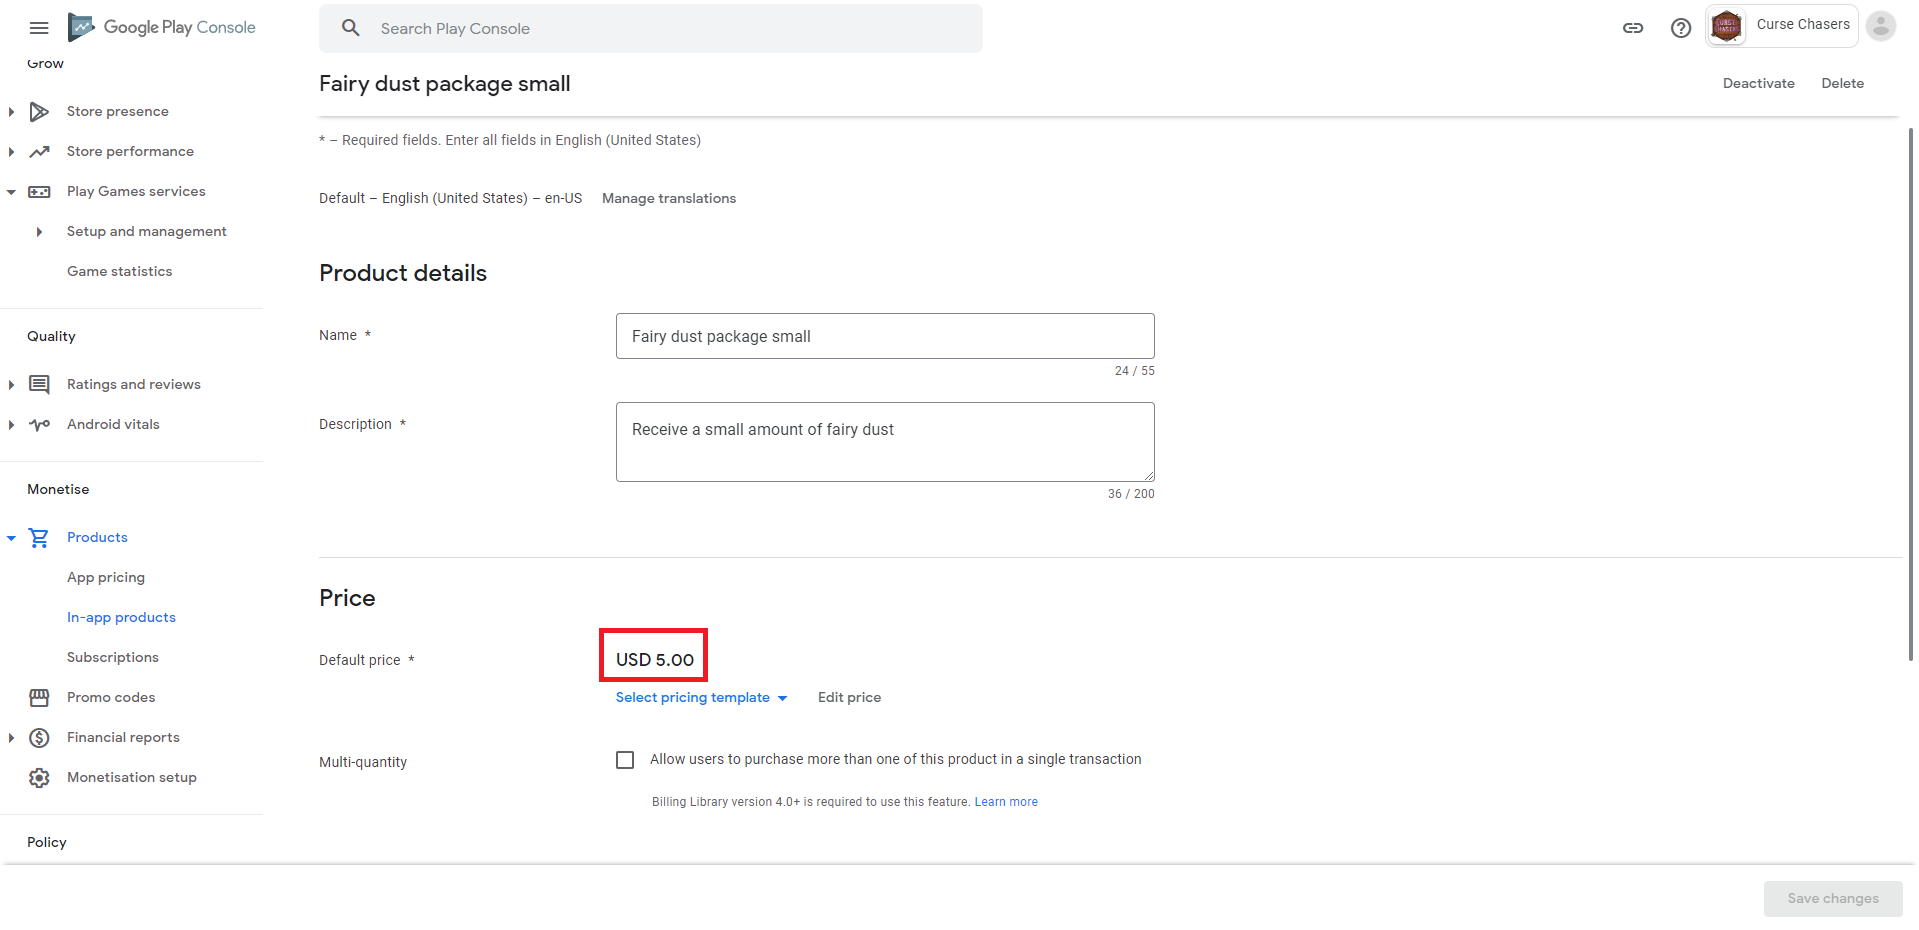 Google Play Console
Search Play Console
Curse Chasers
Grow
Store presence
Store performance
Play Games services
Setup and management
Game statistics
Quality
Ratings and reviews
Android vitals
Monetise
Products
App pricing
In-app products
Subscriptions
Promo codes
Financial reports
Monetisation setup
Policy
Fairy dust package small
Deactivate Delete
* – Required fields. Enter all fields in English (United States)
Default – English (United States) – en-US Manage translations
Product details
Name *
Fairy dust package small
24 / 55
Description *
Receive a small amount of fairy dust
36 / 200
Price
Default price *
USD 5.00
Select pricing template Edit price
Multi-quantity
Allow users to purchase more than one of this product in a single transaction
Billing Library version 4.0+ is required to use this feature. Learn more
Save changes